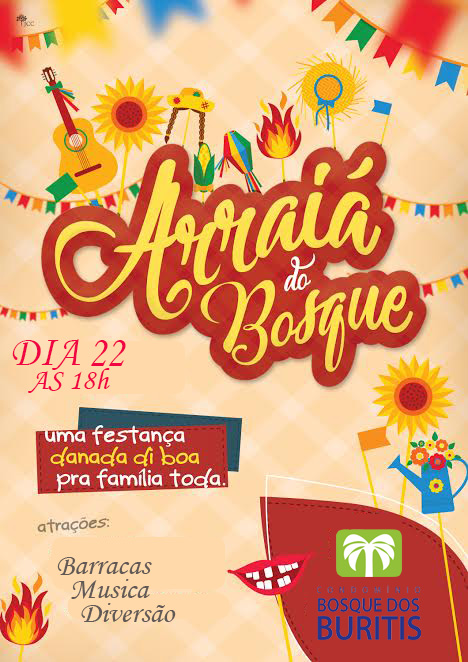 Arraiá
do
Bosque
DIA 22
AS 18h
uma festança
danada di boa
pra família toda.
atrações:
Barracas
Musica
Diversão
BOSQUE DOS
BURITIS